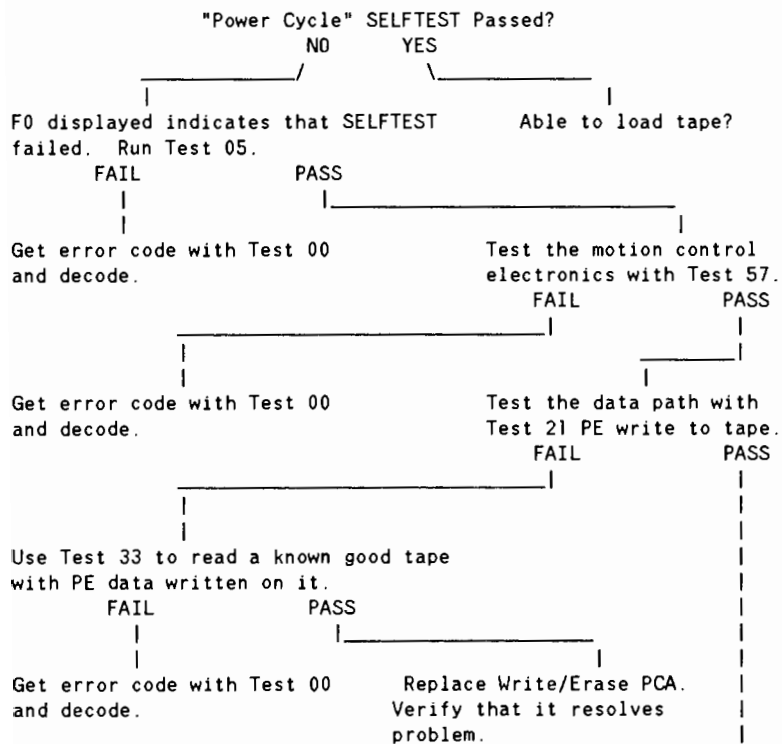 "Power Cycle" SELFTEST Passed?
NO YES
F0 displayed indicates that SELFTEST Able to load tape?
failed. Run Test 05.
FAIL PASS
Get error code with Test 00 Test the motion control
and decode. electronics with Test 57.
FAIL PASS
Get error code with Test 00 Test the data path with
and decode. Test 21 PE write to tape.
FAIL PASS
Use Test 33 to read a known good tape
with PE data written on it.
FAIL PASS
Get error code with Test 00 Replace Write/Erase PCA.
and decode. Verify that it resolves
problem.